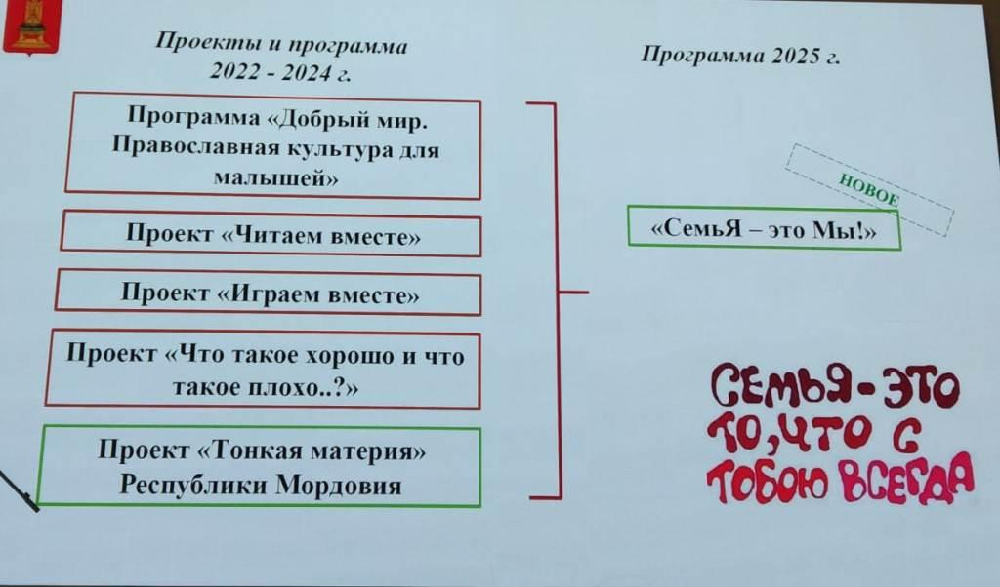 Проекты и программа
2022 - 2024 г.
Программа «Добрый мир.
Православная культура для
малышей»
Проект «Читаем вместе»
Проект «Играем вместе»
Проект «Что такое хорошо и что
такое плохо..?»
Проект «Тонкая материя»
Республики Мордовия
Программа 2025 г.
НОВОЕ
«СемьЯ – это Мы!»
СЕМЬЯ - ЭТО
ТО, ЧТО С
ТОБОЮ ВСЕГДА